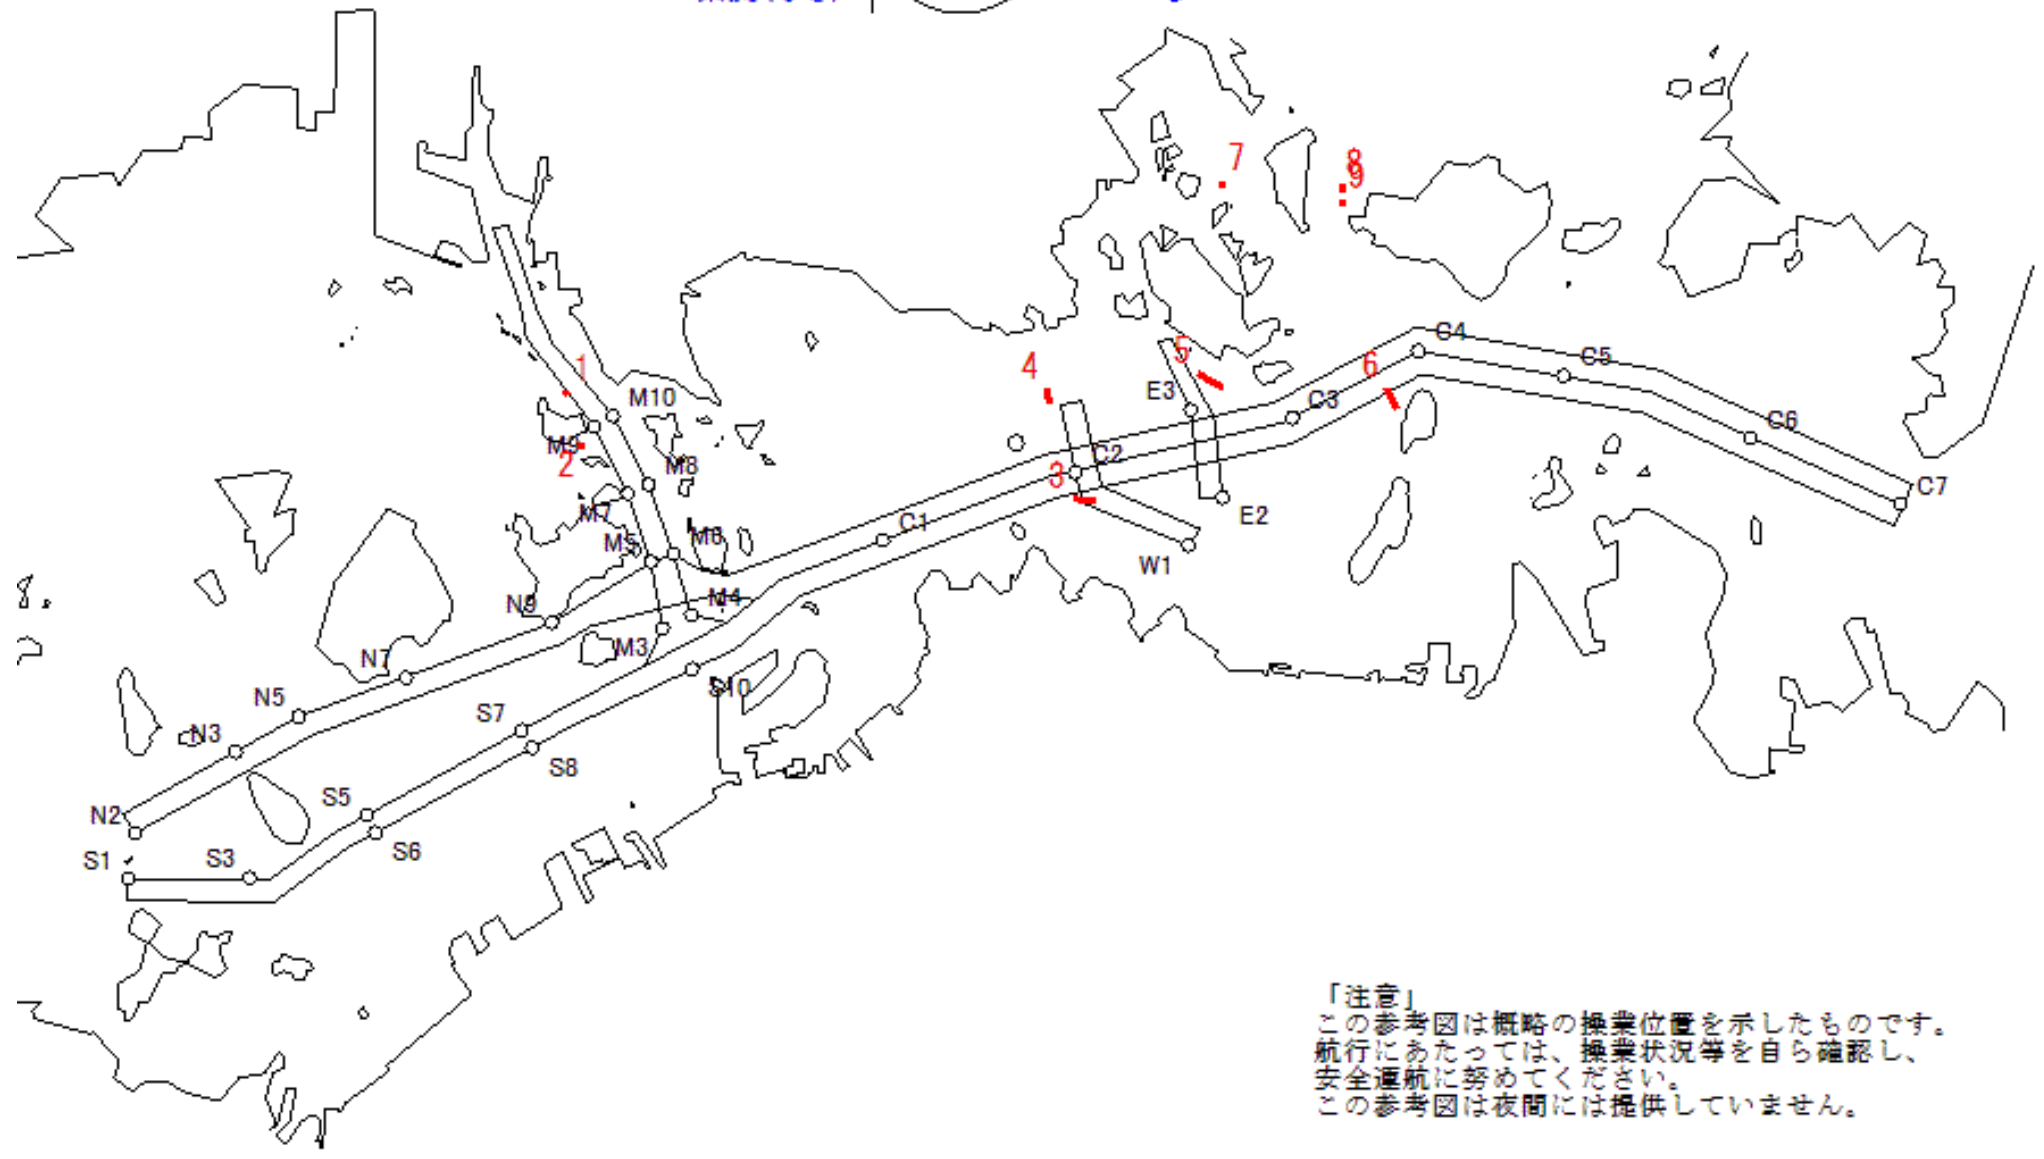 7
8
9
1
4
5
6
C4
C5
M10
E3
C3
M9
2
M8
C2
3
C6
C7
M7
C1
E2
M5
M6
W1
N9
M4
M3
N7
S10
N5
S7
N3
S8
S5
N2
S6
S1
S3
「注意」
この参考図は概略の操業位置を示したものです。
航行にあたっては、操業状況等を自ら確認し、
安全運航に努めてください。
この参考図は夜間には提供していません。